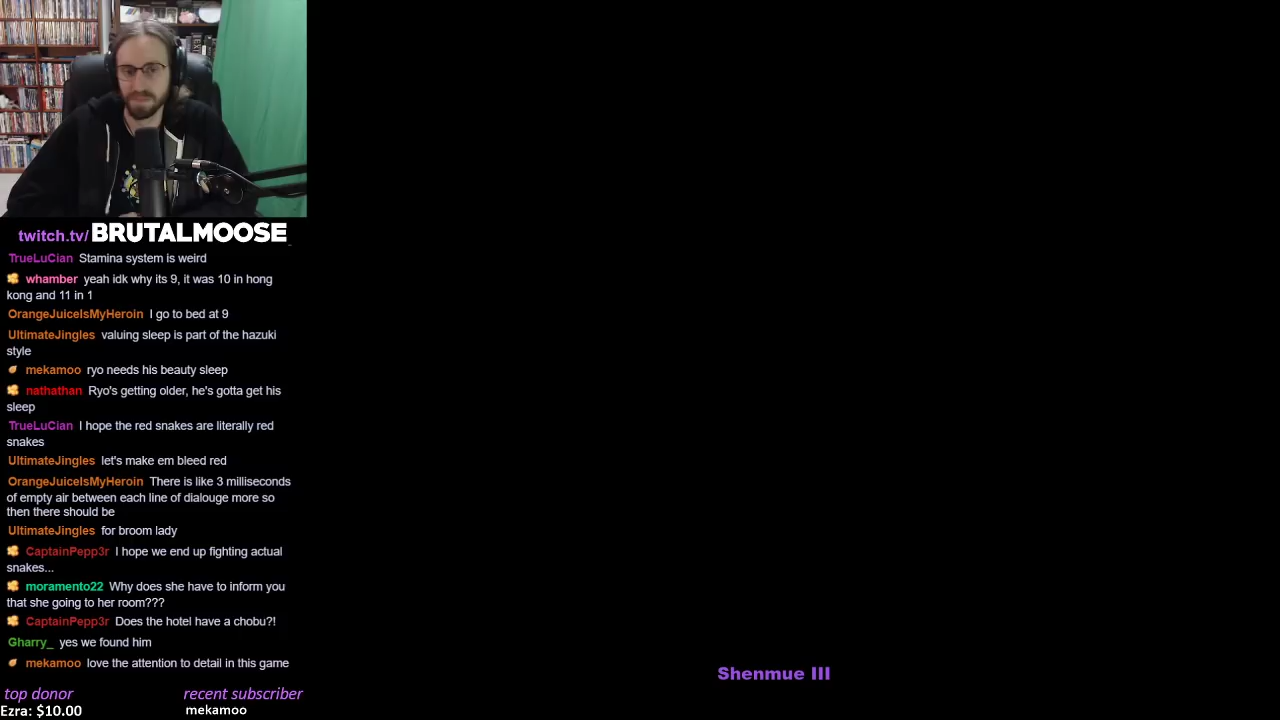 twitch.tv/BRUTALMOOSE
TrueLuCian Stamina system is weird
whamber yeah idk why its 9, it was 10 in hong
kong and 11 in 1
OrangeJuiceIsMyHeroin I go to bed at 9
UltimateJingles valuing sleep is part of the hazuki
style
mekamoo ryo needs his beauty sleep
nathathan Ryo's getting older, he's gotta get his
sleep
TrueLuCian I hope the red snakes are literally red
snakes
UltimateJingles let's make em bleed red
OrangeJuiceIsMyHeroin There is like 3 milliseconds
of empty air between each line of dialouge more so
then there should be
UltimateJingles for broom lady
CaptainPepp3r I hope we end up fighting actual
snakes...
moramento22 Why does she have to inform you
that she going to her room???
CaptainPepp3r Does the hotel have a chobu?!
Gharry_ yes we found him
mekamoo love the attention to detail in this game
Shenmue III
top donor recent subscriber
Ezra: $10.00 mekamoo